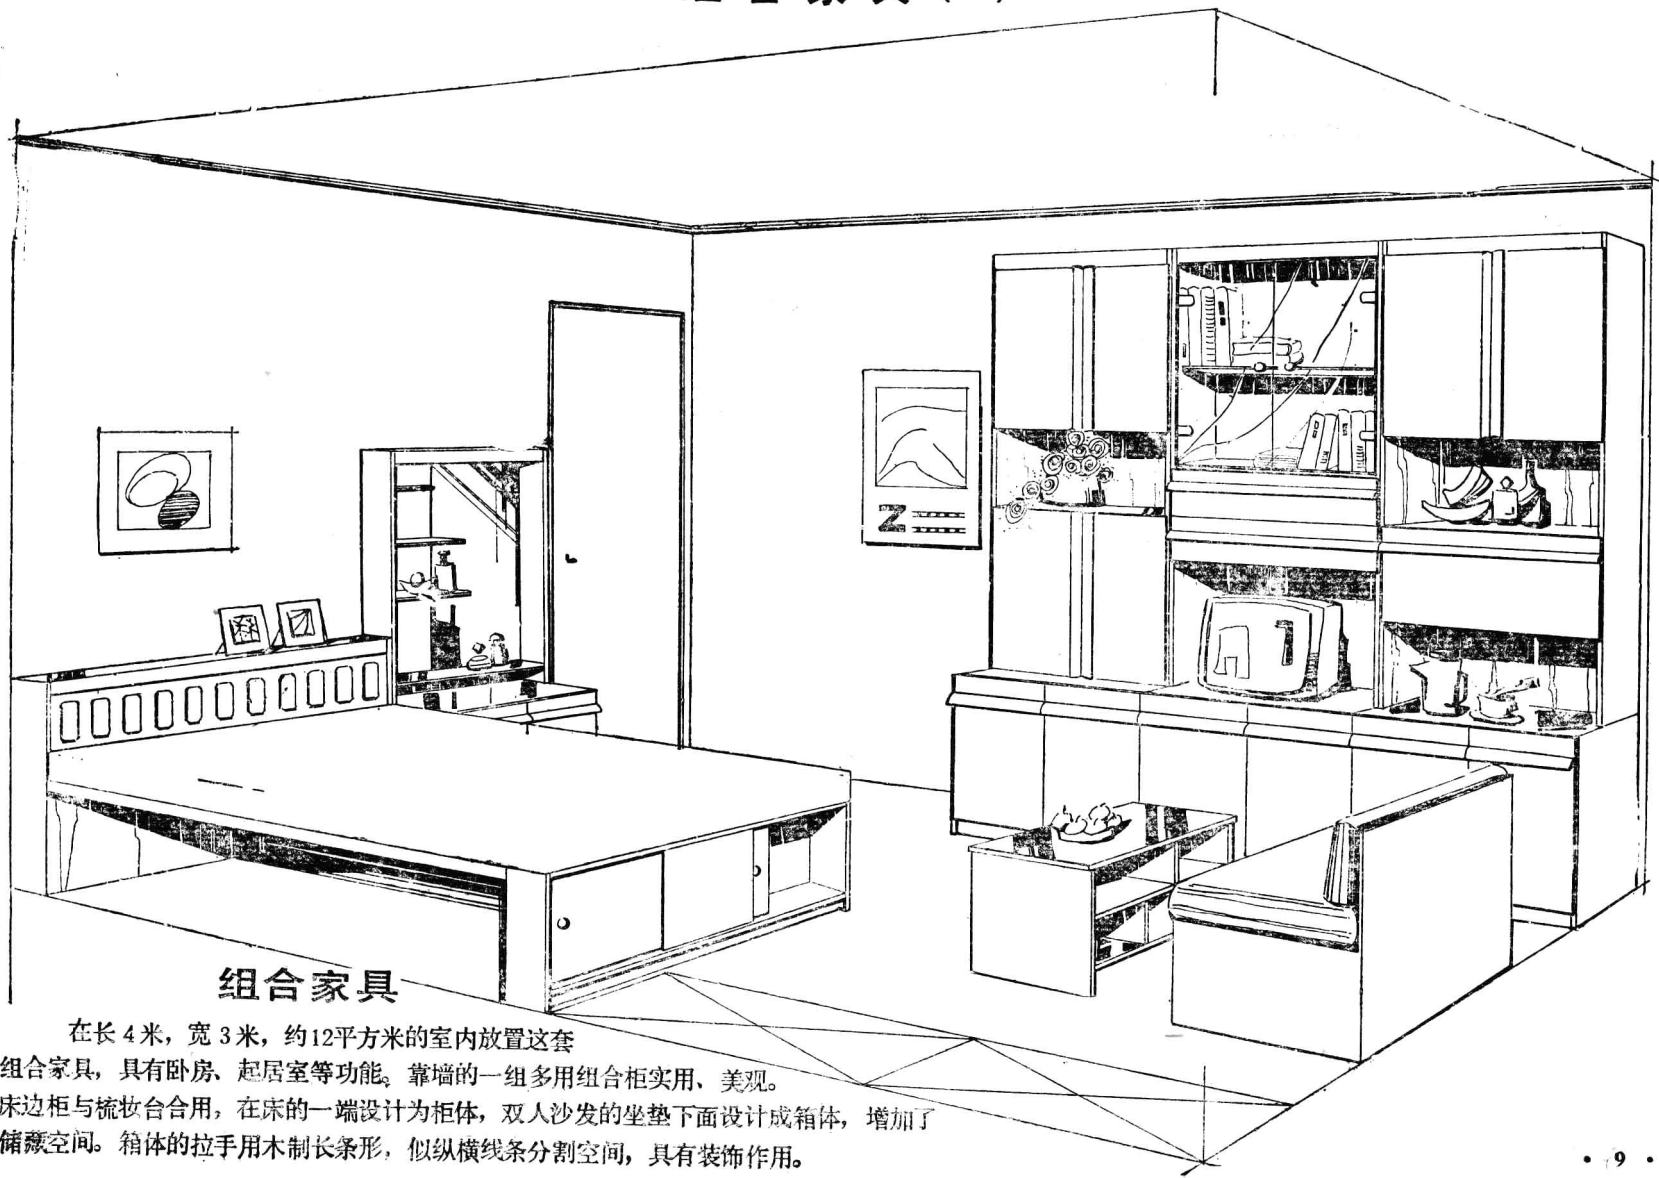 组合家具
在长4米，宽3米，约12平方米的室内放置这套
组合家具，具有卧房、起居室等功能。靠墙的一组多用组合柜实用、美观。
床边柜与梳妆台合用，在床的一端设计为柜体，双人沙发的坐垫下面设计成箱体，增加了
储藏空间。箱体的拉手用木制长条形，似纵横线条分割空间，具有装饰作用。
Z
· 9 ·